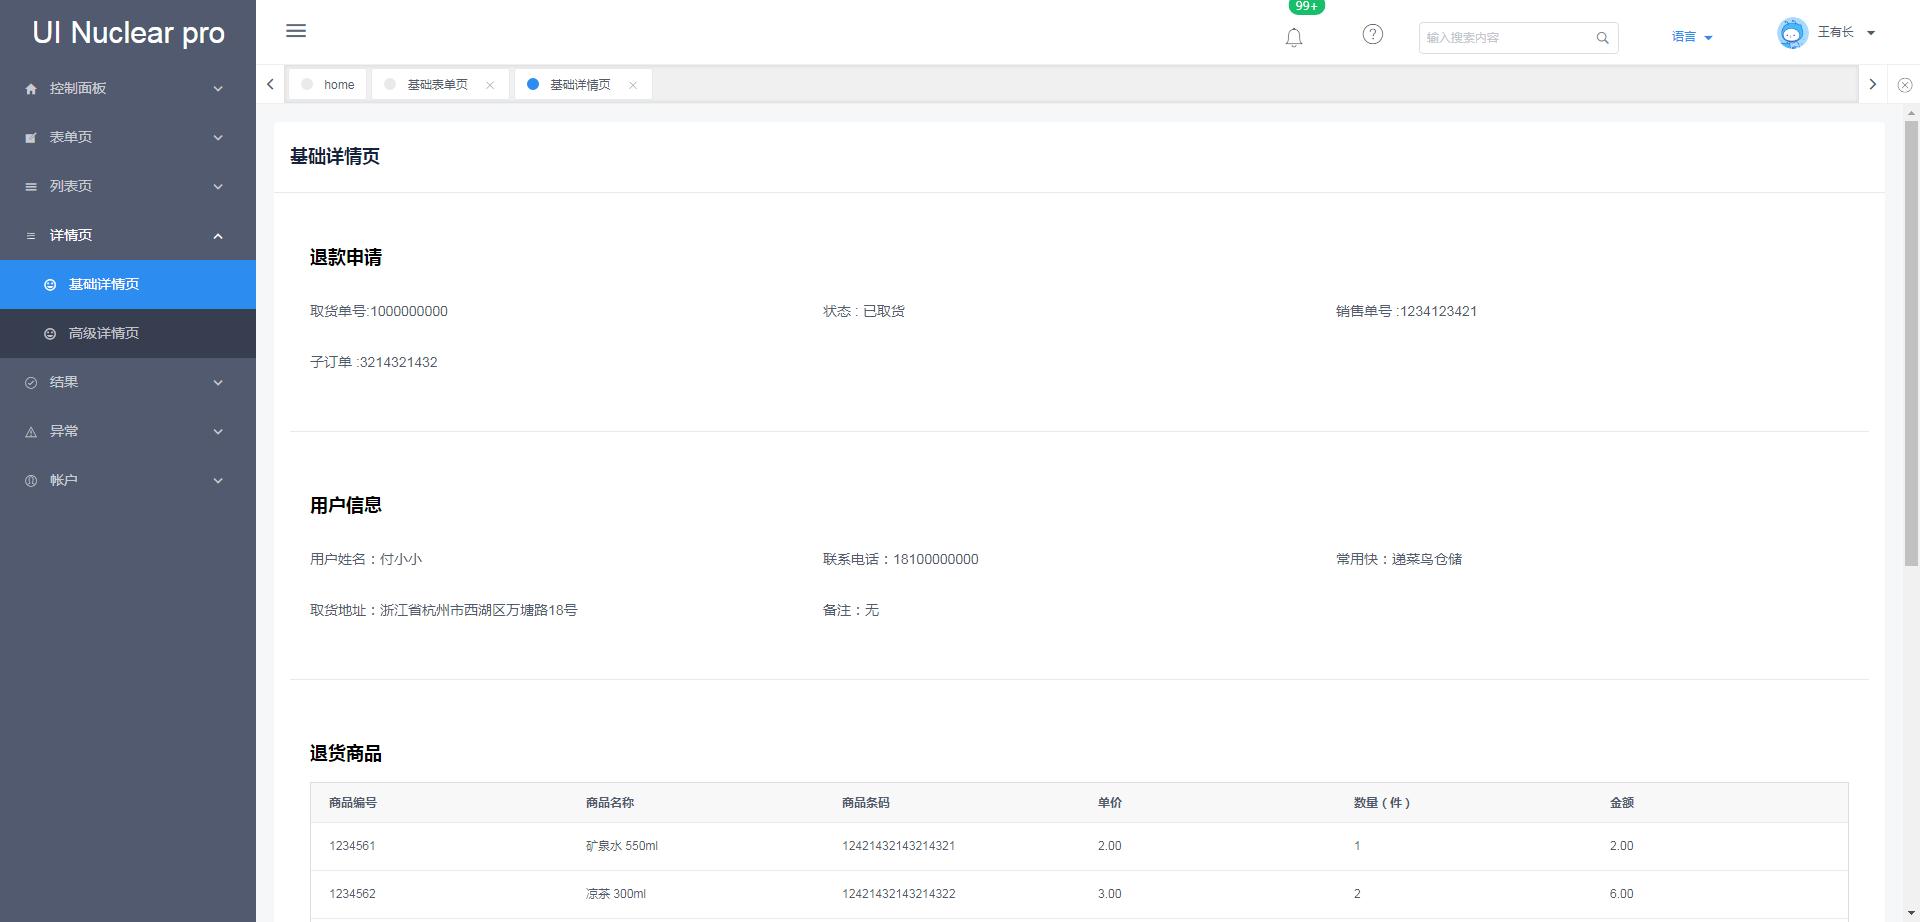 UI Nuclear pro
99+
输入搜索内容
语言
王有长
控制面板
表单页
列表页
详情页
基础详情页
高级详情页
结果
异常
帐户
home
基础表单页
基础详情页
基础详情页
退款申请
取货单号:1000000000
状态 : 已取货
销售单号 :1234123421
子订单 :3214321432
用户信息
用户姓名：付小小
联系电话：18100000000
常用快：递菜鸟仓储
取货地址：浙江省杭州市西湖区万塘路18号
备注：无
退货商品
商品编号 商品名称 商品条码 单价 数量（件） 金额
1234561 矿泉水 550ml 12421432143214321 2.00 1 2.00
1234562 凉茶 300ml 12421432143214322 3.00 2 6.00